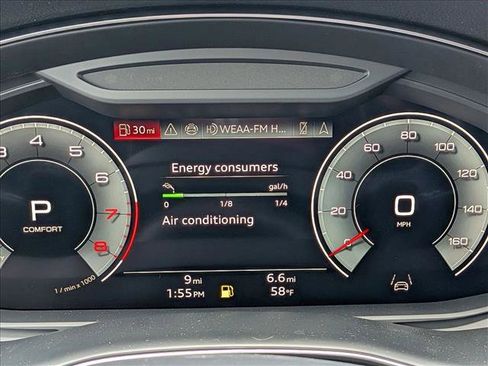 30 mi WEAA-FM H...
Energy consumers
gal/h
0 1/8 1/4
Air conditioning
3 4 5 6 7 8
P
COMFORT
1 / min x 1000
0 20 40 60 80 100 120 140 160
0
MPH
9 mi 6.6 mi
1:55 PM 58°F